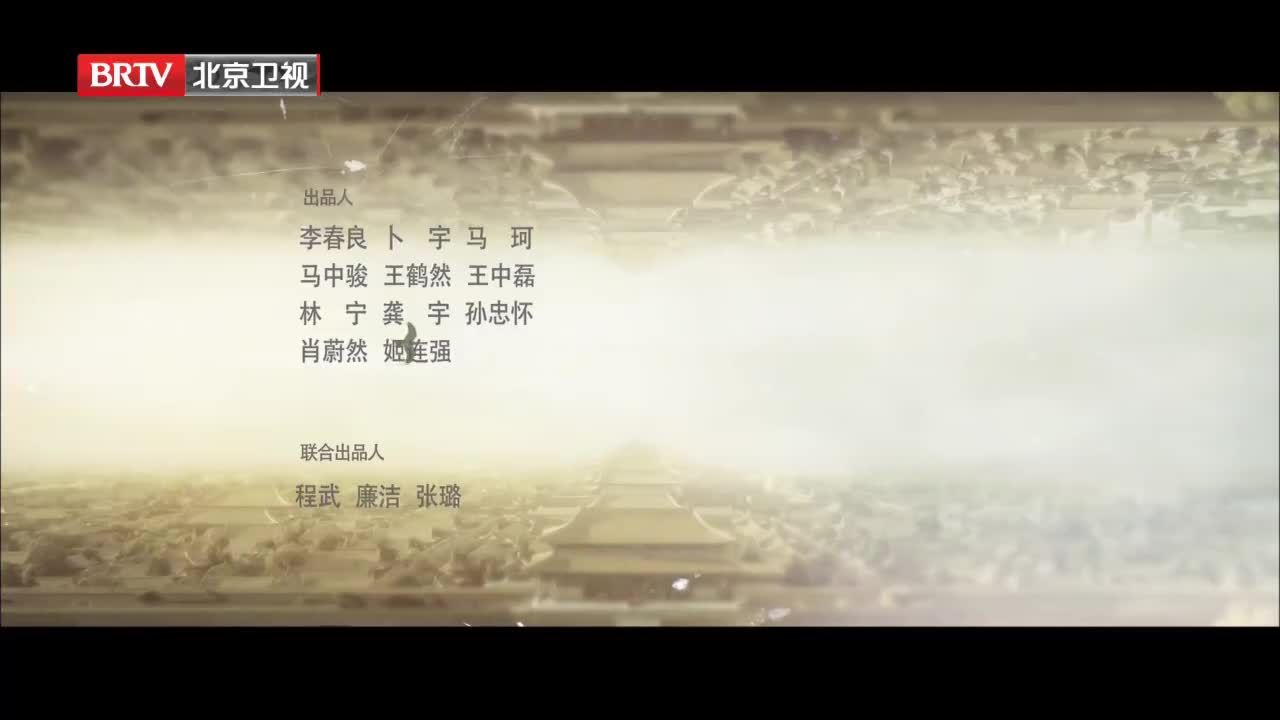 BRTV 北京卫视
出品人
李春良 卜 宇 马 珂
马中骏 王鹤然 王中磊
林 宁 龚 宇 孙忠怀
肖蔚然 姬连强
联合出品人
程武 廉洁 张璐